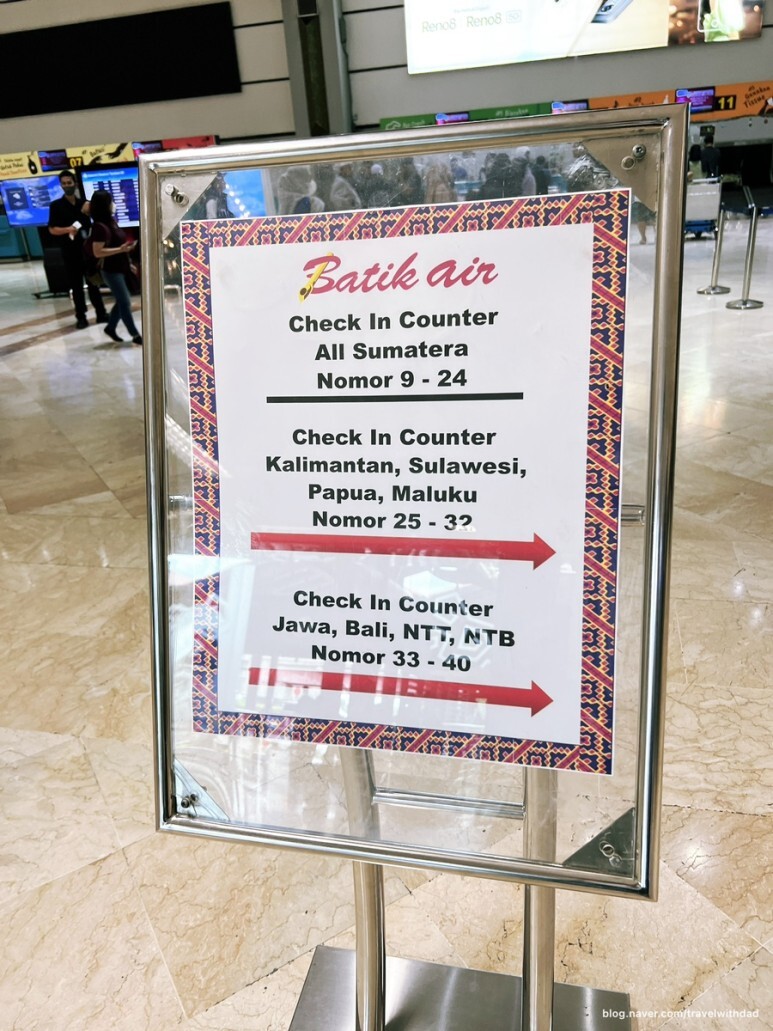 Reno8 Reno8
07
11
Batik air
Check In Counter
All Sumatera
Nomor 9 - 24
Check In Counter
Kalimantan, Sulawesi,
Papua, Maluku
Nomor 25 - 32
Check In Counter
Jawa, Bali, NTT, NTB
Nomor 33 - 40
blog.naver.com/travelwithdad